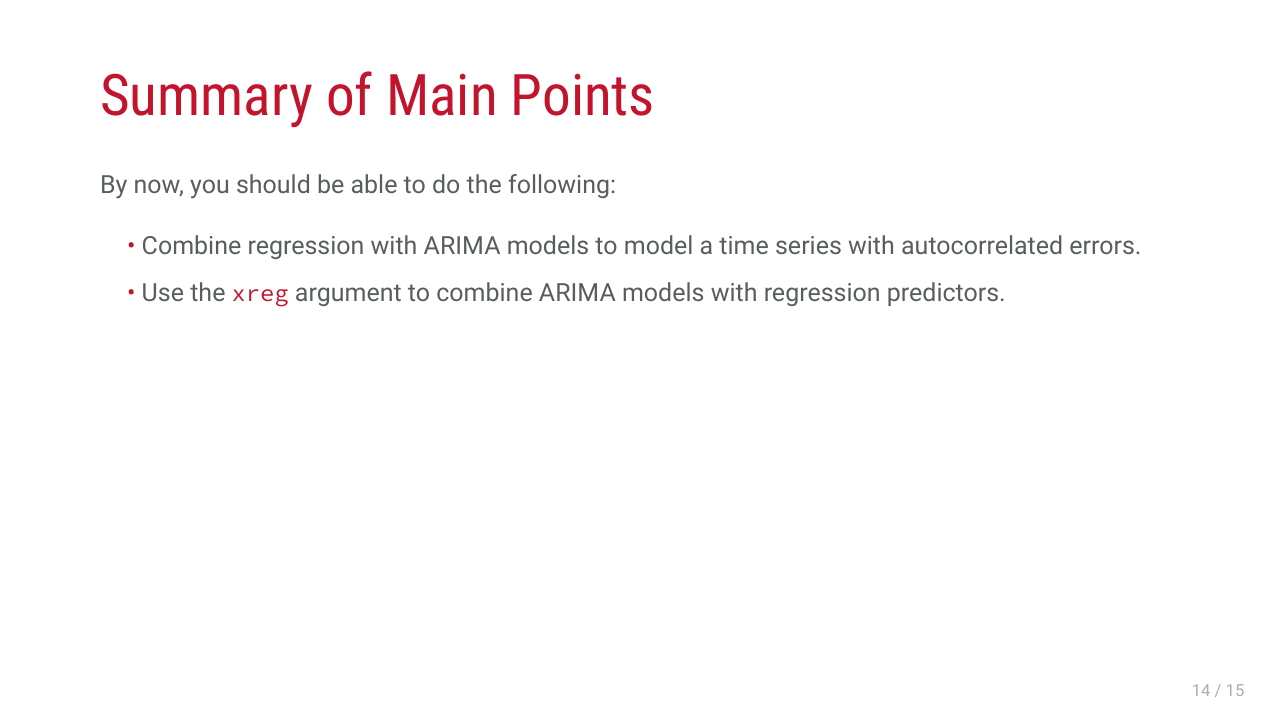 Summary of Main Points
By now, you should be able to do the following:
• Combine regression with ARIMA models to model a time series with autocorrelated errors.
• Use the xreg argument to combine ARIMA models with regression predictors.
14 / 15